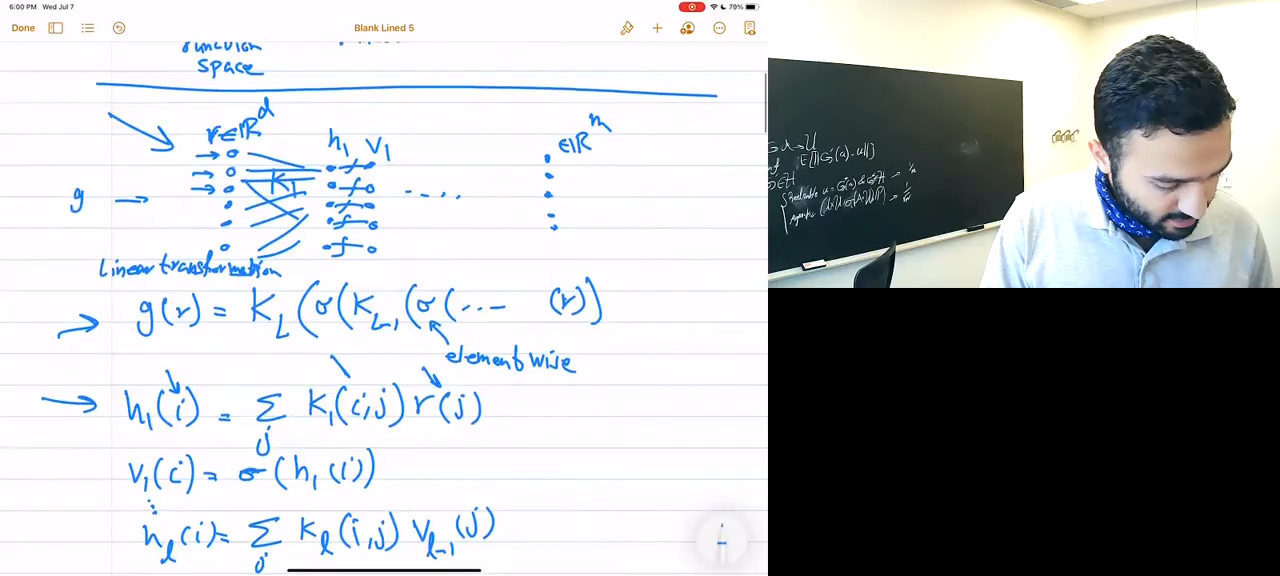 6:00 PM Wed Jul 7
79%
Done
Blank Lined 5
function
space
r∈ℝ^d
h₁ V₁
∈ℝ^m
K₁
g →
....
f
f
f
f
f
Linear transformation
g(r) = K_L(σ(K_{L-1}(σ(... (r))
elementwise
h₁(i) = Σ_j K₁(i,j) r(j)
V₁(i) = σ(h₁(i))
⋮
h_ℓ(i) = Σ_j K_ℓ(i,j) V_{ℓ-1}(j)